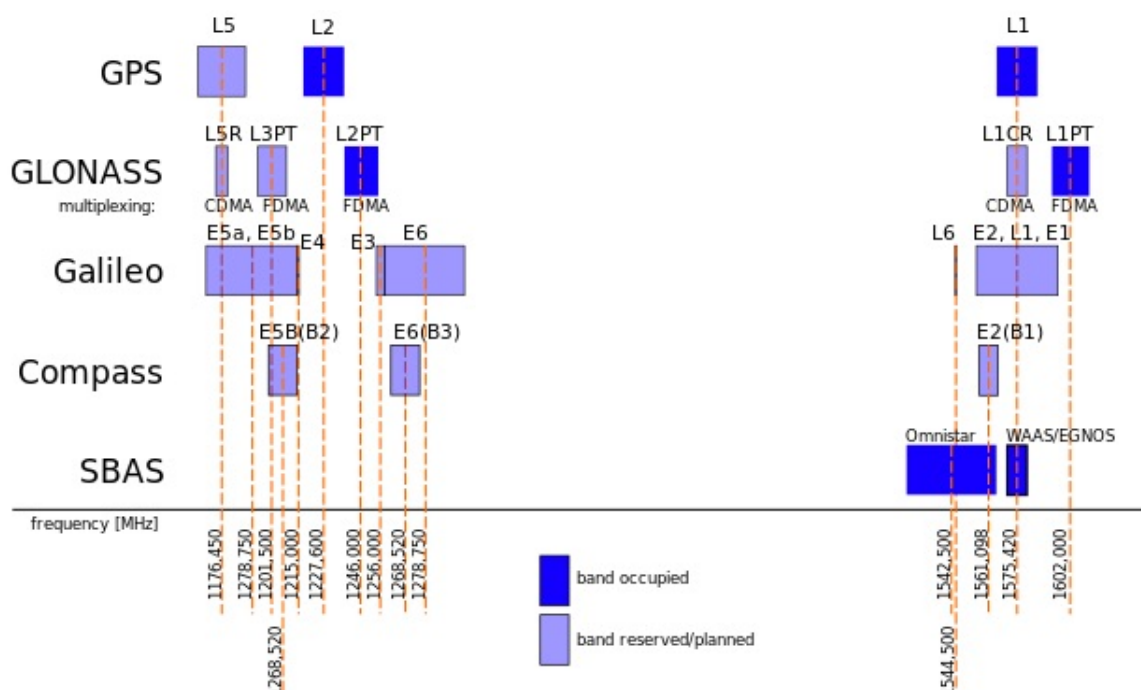 L5 L2 L1
GPS
L5R L3PT L2PT L1CR L1PT
GLONASS
multiplexing: CDMA FDMA FDMA CDMA FDMA
E5a, E5b E4 E3 E6 L6 E2, L1, E1
Galileo
E5B(B2) E6(B3) E2(B1)
Compass
Omnistar WAAS/EGNOS
SBAS
frequency [MHz]
1176,450
1278,750
1201,500
1215,000
1227,600
1246,000
1256,000
1268,520
1278,750
1542,500
1561,098
1575,420
1602,000
268,520
544,500
band occupied
band reserved/planned